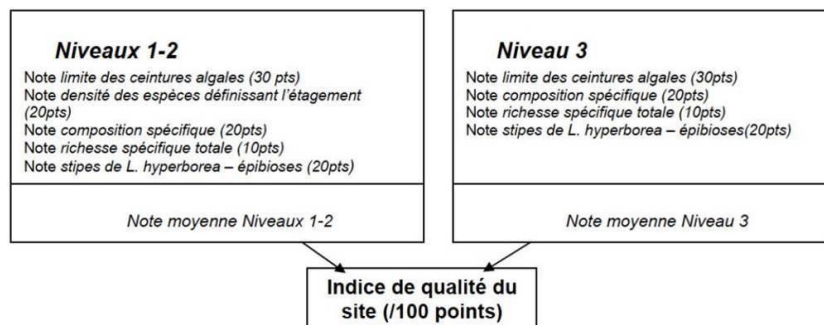 Niveaux 1-2
Note limite des ceintures algales (30 pts)
Note densité des espèces définissant l'étagement
(20pts)
Note composition spécifique (20pts)
Note richesse spécifique totale (10pts)
Note stipes de L. hyperborea – épibioses (20pts)
Note moyenne Niveaux 1-2
Niveau 3
Note limite des ceintures algales (30pts)
Note composition spécifique (20pts)
Note richesse spécifique totale (10pts)
Note stipes de L. hyperborea – épibioses(20pts)
Note moyenne Niveau 3
Indice de qualité du
site (/100 points)